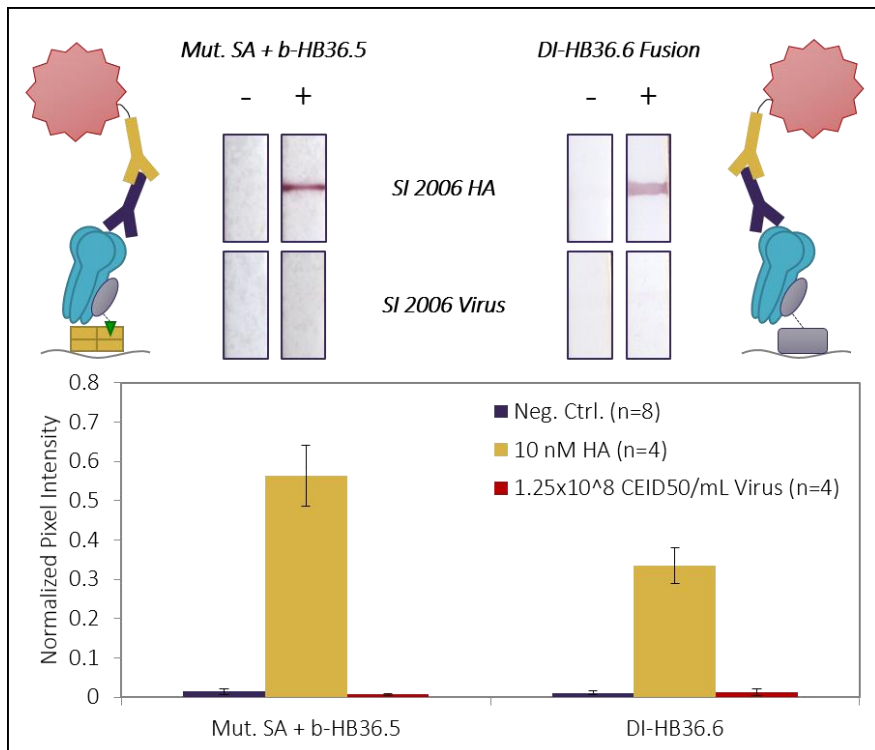 Mut. SA + b-HB36.5 DI-HB36.6 Fusion
- + - +
SI 2006 HA
SI 2006 Virus
0.8
0.7
0.6
0.5
0.4
0.3
0.2
0.1
0
Normalized Pixel Intensity
Neg. Ctrl. (n=8)
10 nM HA (n=4)
1.25x10^8 CEID50/mL Virus (n=4)
Mut. SA + b-HB36.5 DI-HB36.6